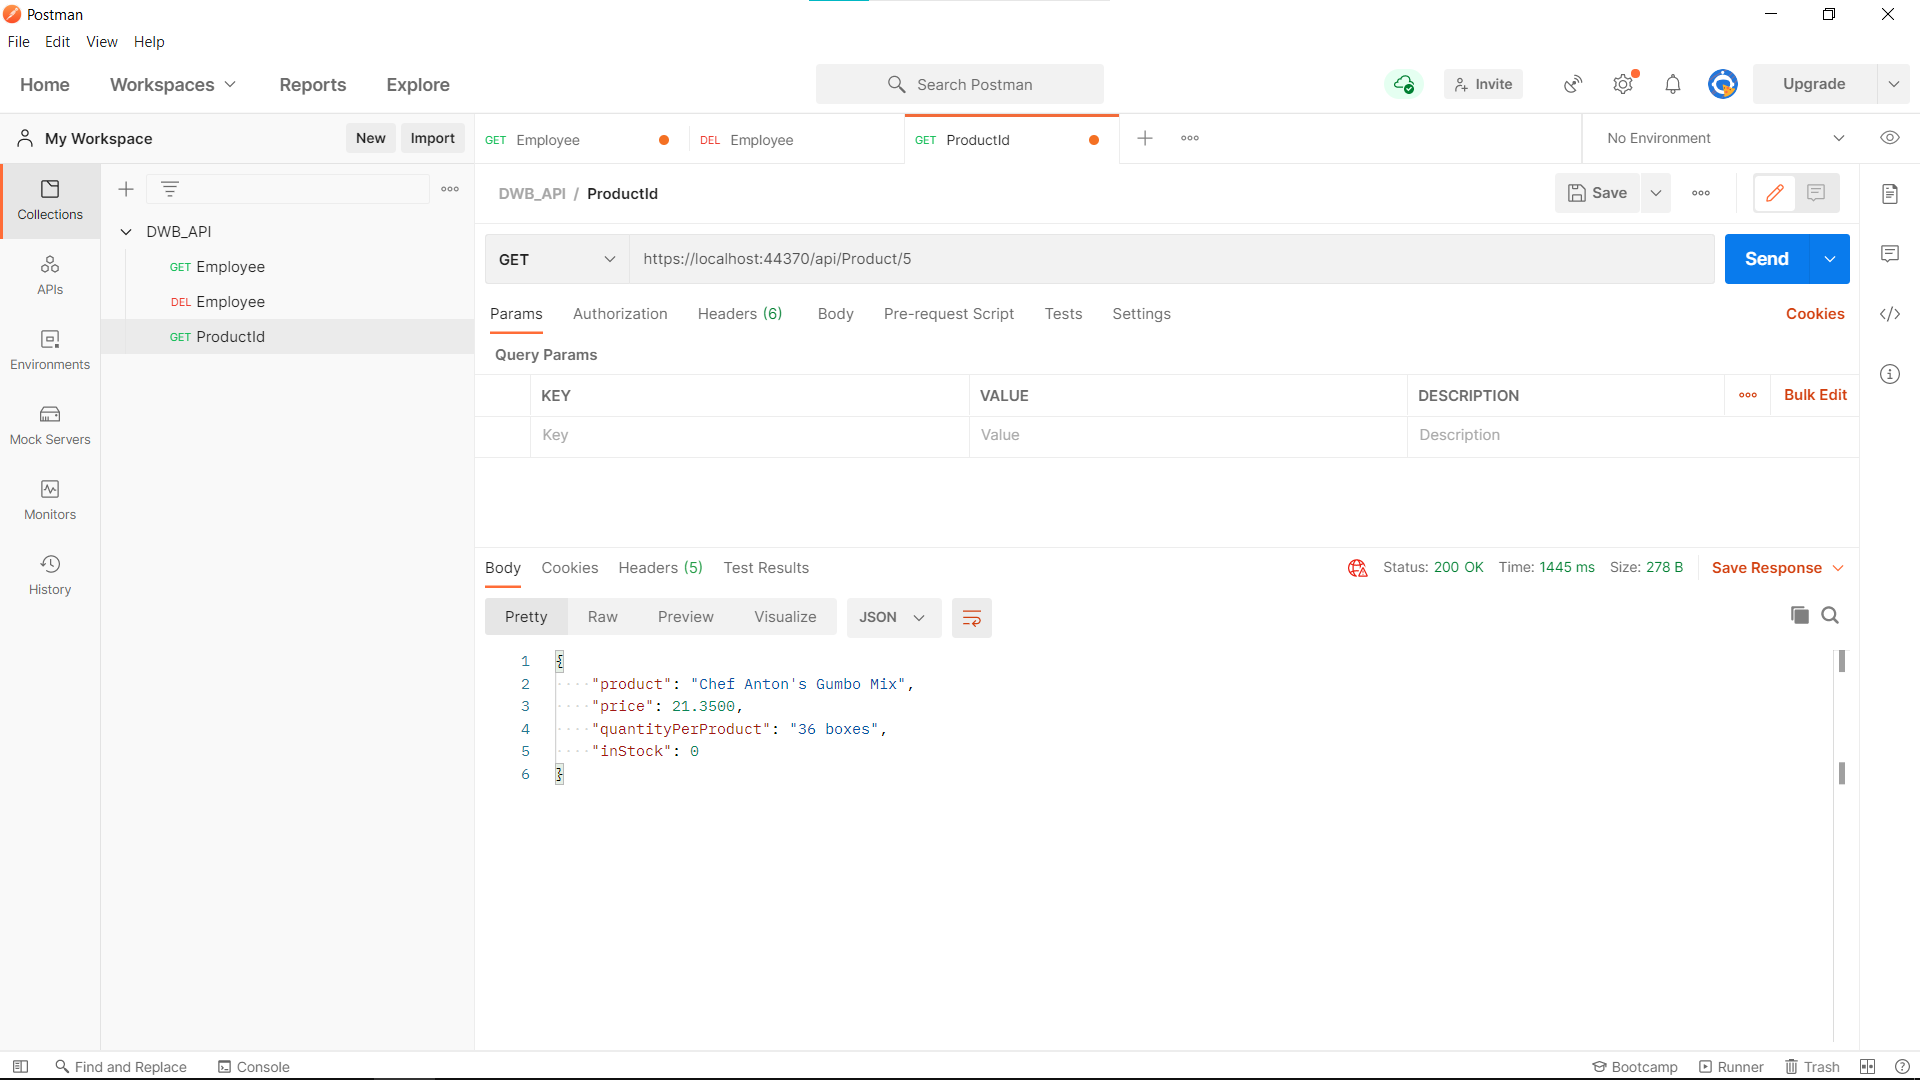 Postman
File Edit View Help
Home Workspaces Reports Explore Search Postman Invite Upgrade
My Workspace New Import GET Employee DEL Employee GET ProductId No Environment
Collections
APIs
Environments
Mock Servers
Monitors
History
DWB_API
GET Employee
DEL Employee
GET ProductId
DWB_API / ProductId Save
GET https://localhost:44370/api/Product/5 Send
Params Authorization Headers (6) Body Pre-request Script Tests Settings Cookies
Query Params
KEY VALUE DESCRIPTION Bulk Edit
Key Value Description
Body Cookies Headers (5) Test Results Status: 200 OK Time: 1445 ms Size: 278 B Save Response
Pretty Raw Preview Visualize JSON
1 {
2 "product": "Chef Anton's Gumbo Mix",
3 "price": 21.3500,
4 "quantityPerProduct": "36 boxes",
5 "inStock": 0
6 }
Find and Replace Console Bootcamp Runner Trash